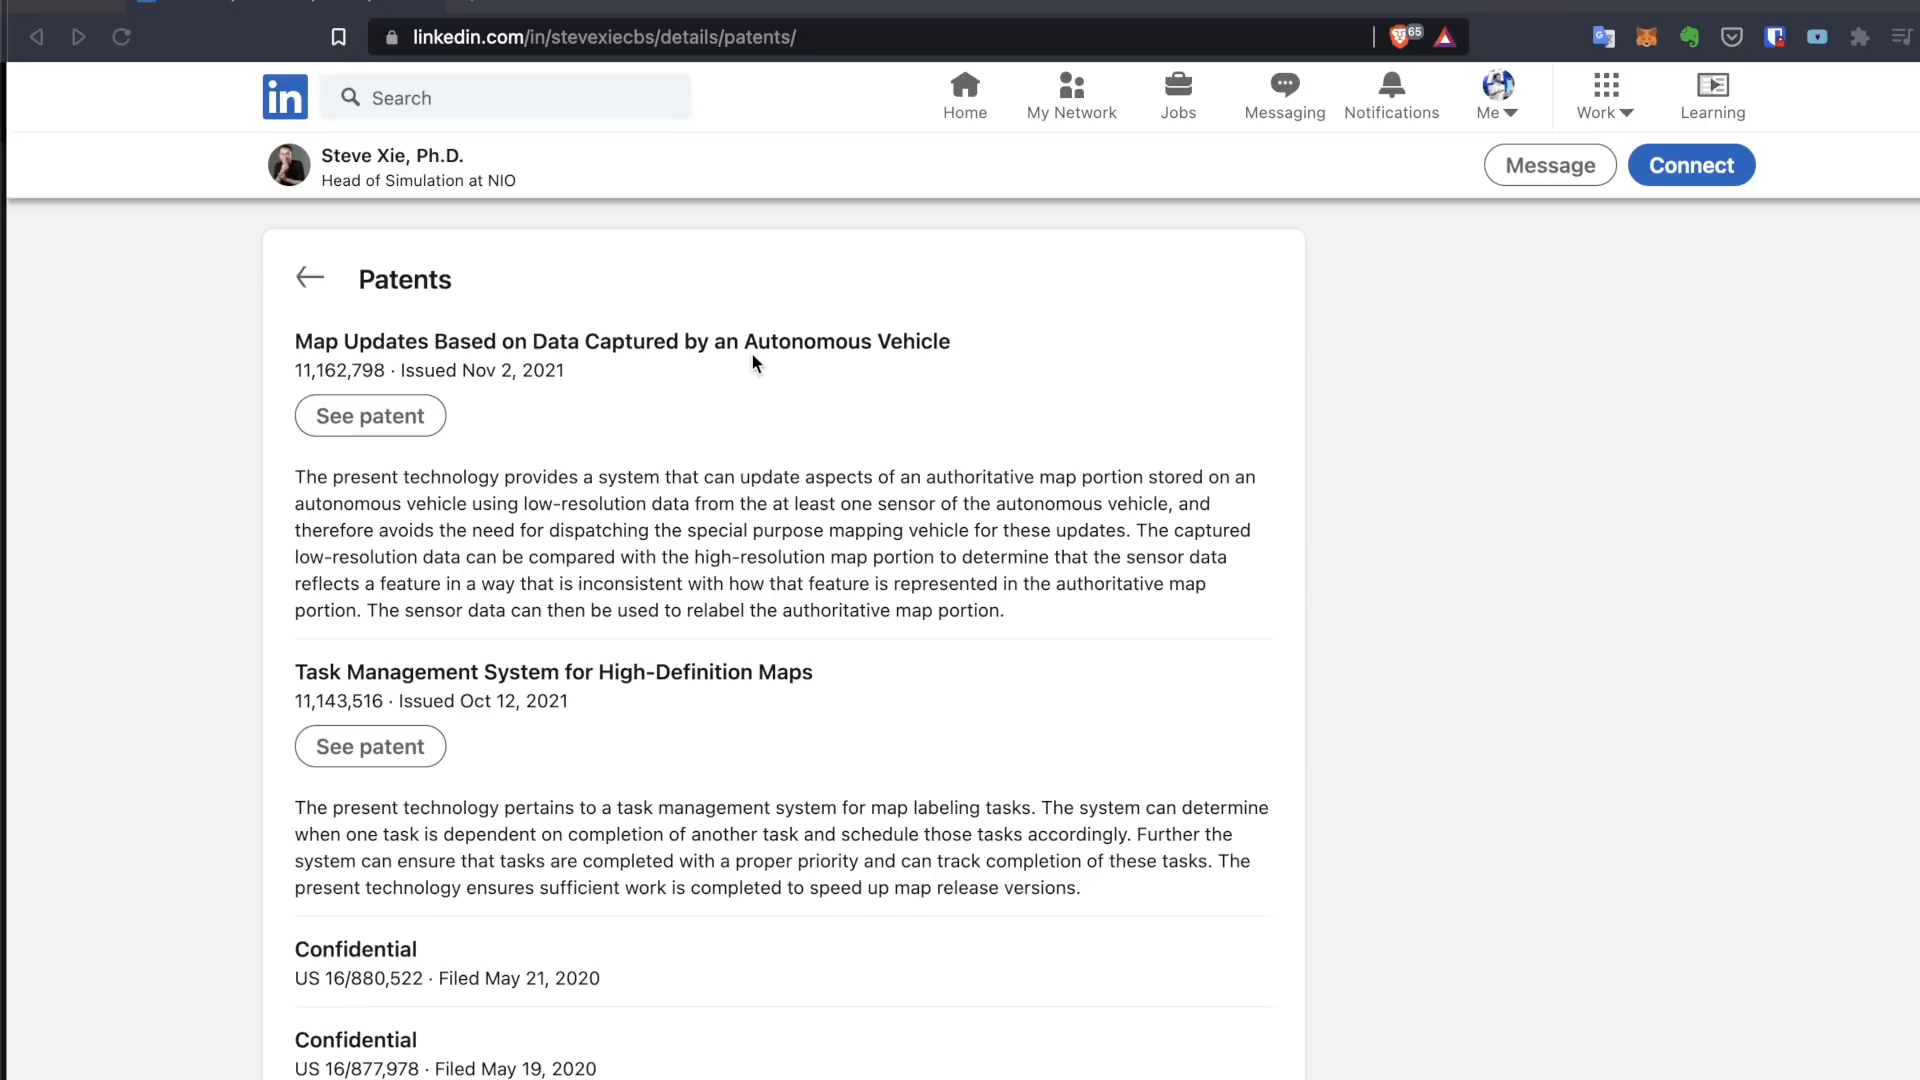 linkedin.com/in/stevexiecbs/details/patents/
65
in
Search
Home
My Network
Jobs
Messaging
Notifications
Me
Work
Learning
Steve Xie, Ph.D.
Head of Simulation at NIO
Message
Connect
Patents
Map Updates Based on Data Captured by an Autonomous Vehicle
11,162,798 · Issued Nov 2, 2021
See patent
The present technology provides a system that can update aspects of an authoritative map portion stored on an
autonomous vehicle using low-resolution data from the at least one sensor of the autonomous vehicle, and
therefore avoids the need for dispatching the special purpose mapping vehicle for these updates. The captured
low-resolution data can be compared with the high-resolution map portion to determine that the sensor data
reflects a feature in a way that is inconsistent with how that feature is represented in the authoritative map
portion. The sensor data can then be used to relabel the authoritative map portion.
Task Management System for High-Definition Maps
11,143,516 · Issued Oct 12, 2021
See patent
The present technology pertains to a task management system for map labeling tasks. The system can determine
when one task is dependent on completion of another task and schedule those tasks accordingly. Further the
system can ensure that tasks are completed with a proper priority and can track completion of these tasks. The
present technology ensures sufficient work is completed to speed up map release versions.
Confidential
US 16/880,522 · Filed May 21, 2020
Confidential
US 16/877,978 · Filed May 19, 2020